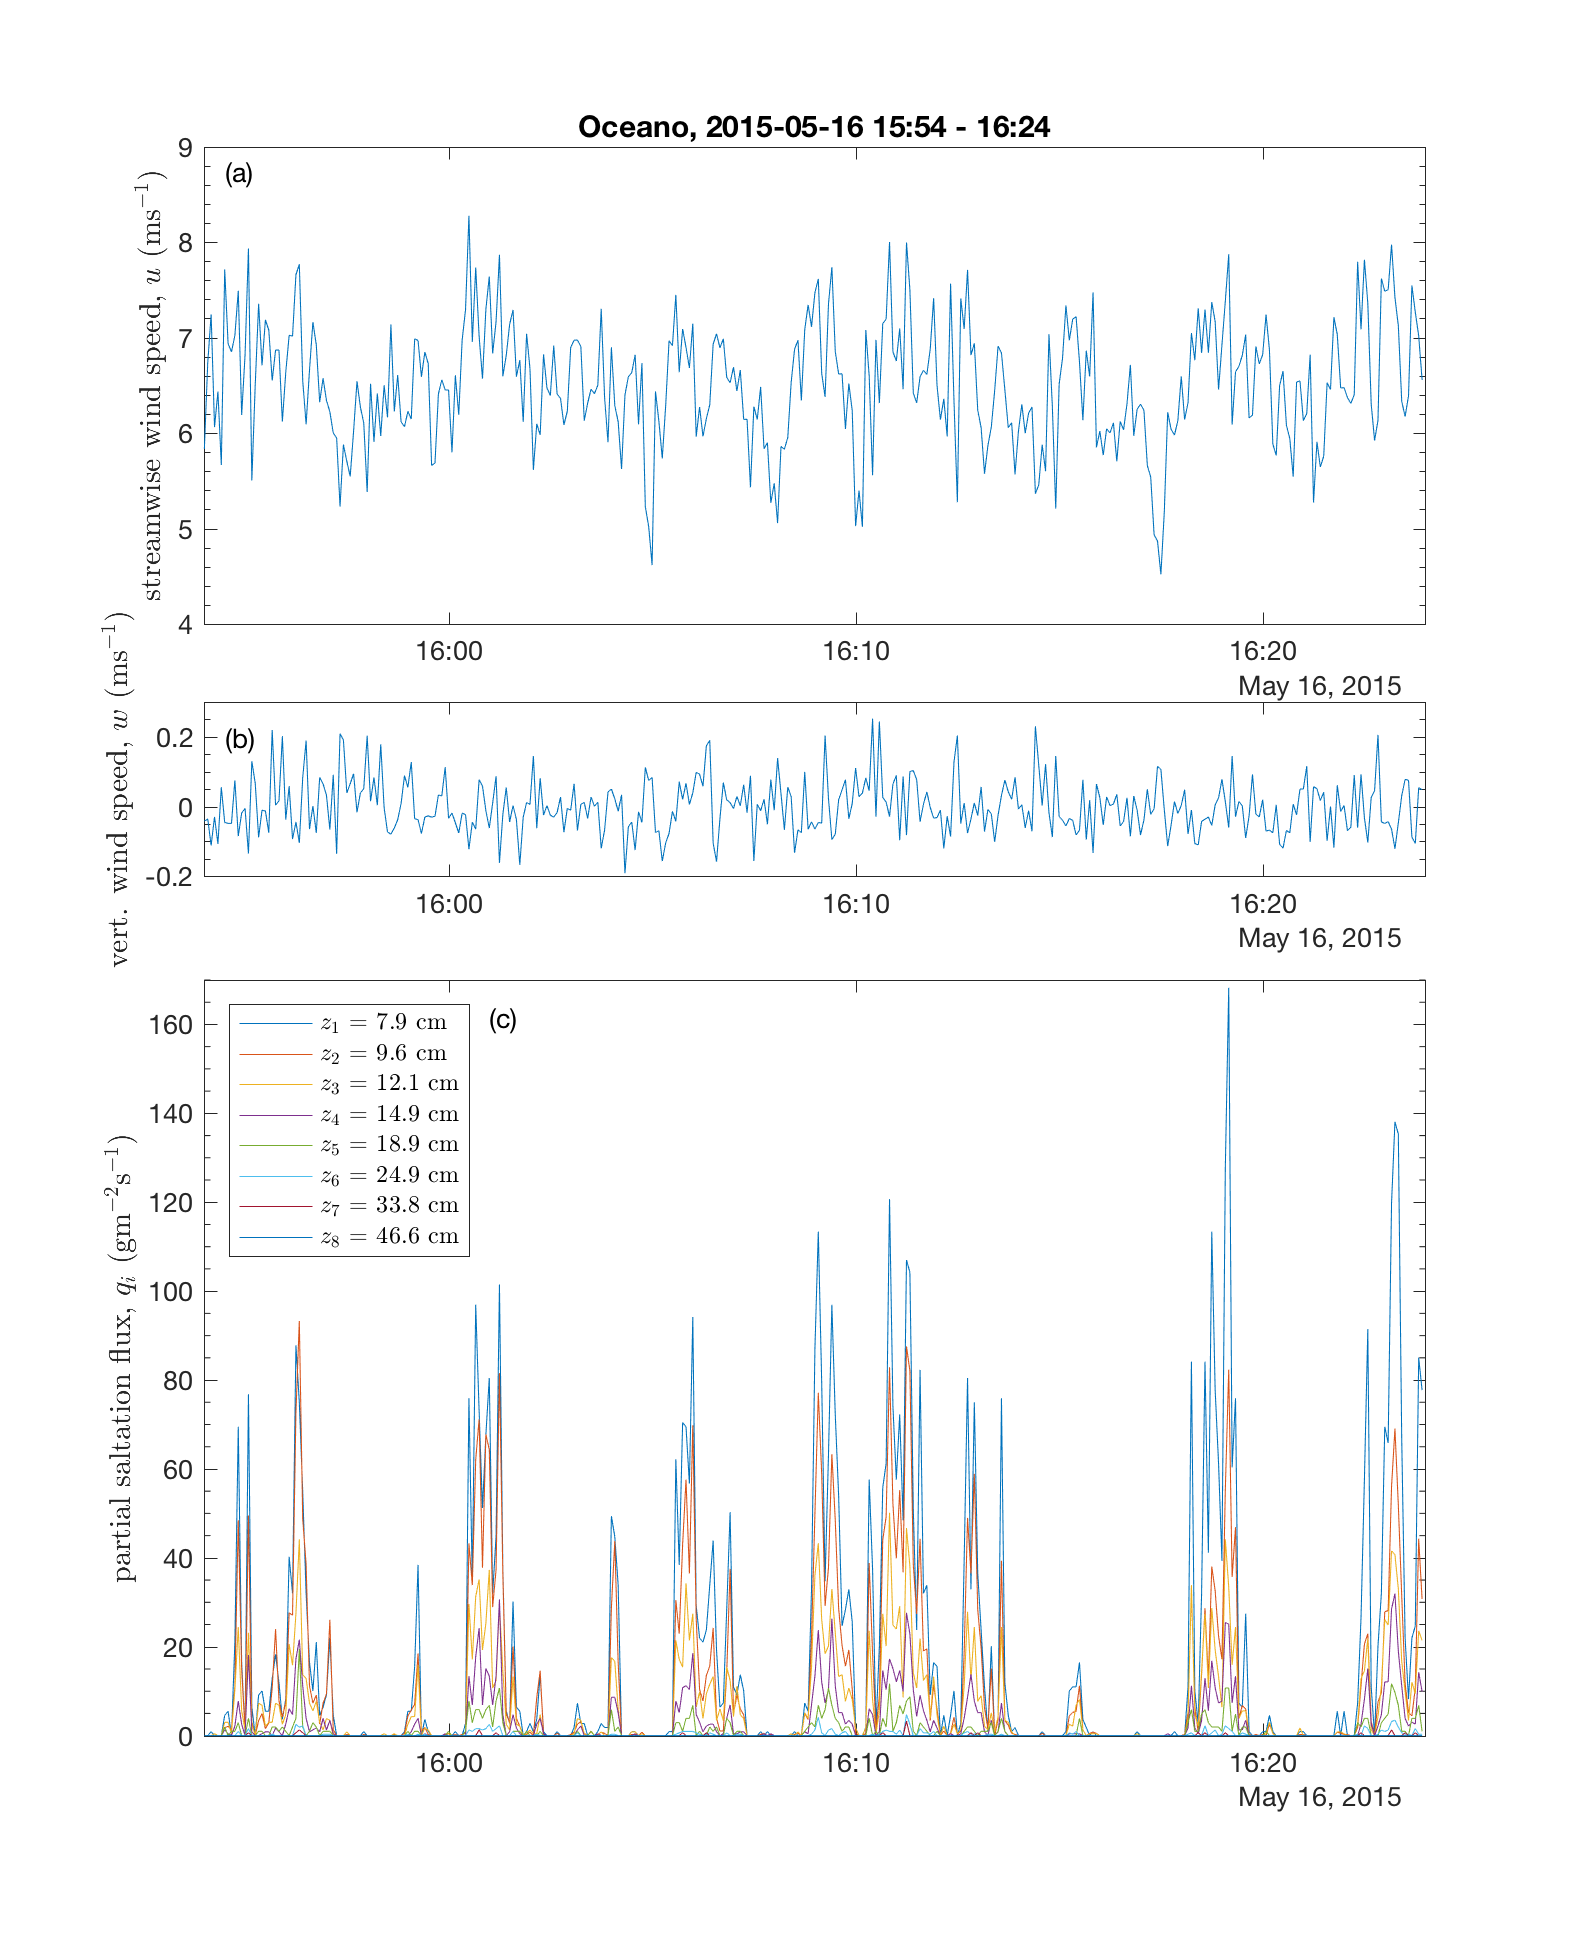 Oceano, 2015-05-16 15:54 - 16:24
(a)
streamwise wind speed, u (ms⁻¹)
9
8
7
6
5
4
16:00 16:10 16:20
May 16, 2015
(b)
vert. wind speed, w (ms⁻¹)
0.2
0
-0.2
16:00 16:10 16:20
May 16, 2015
(c)
partial saltation flux, qᵢ (gm⁻²s⁻¹)
160
140
120
100
80
60
40
20
0
z₁ = 7.9 cm
z₂ = 9.6 cm
z₃ = 12.1 cm
z₄ = 14.9 cm
z₅ = 18.9 cm
z₆ = 24.9 cm
z₇ = 33.8 cm
z₈ = 46.6 cm
16:00 16:10 16:20
May 16, 2015